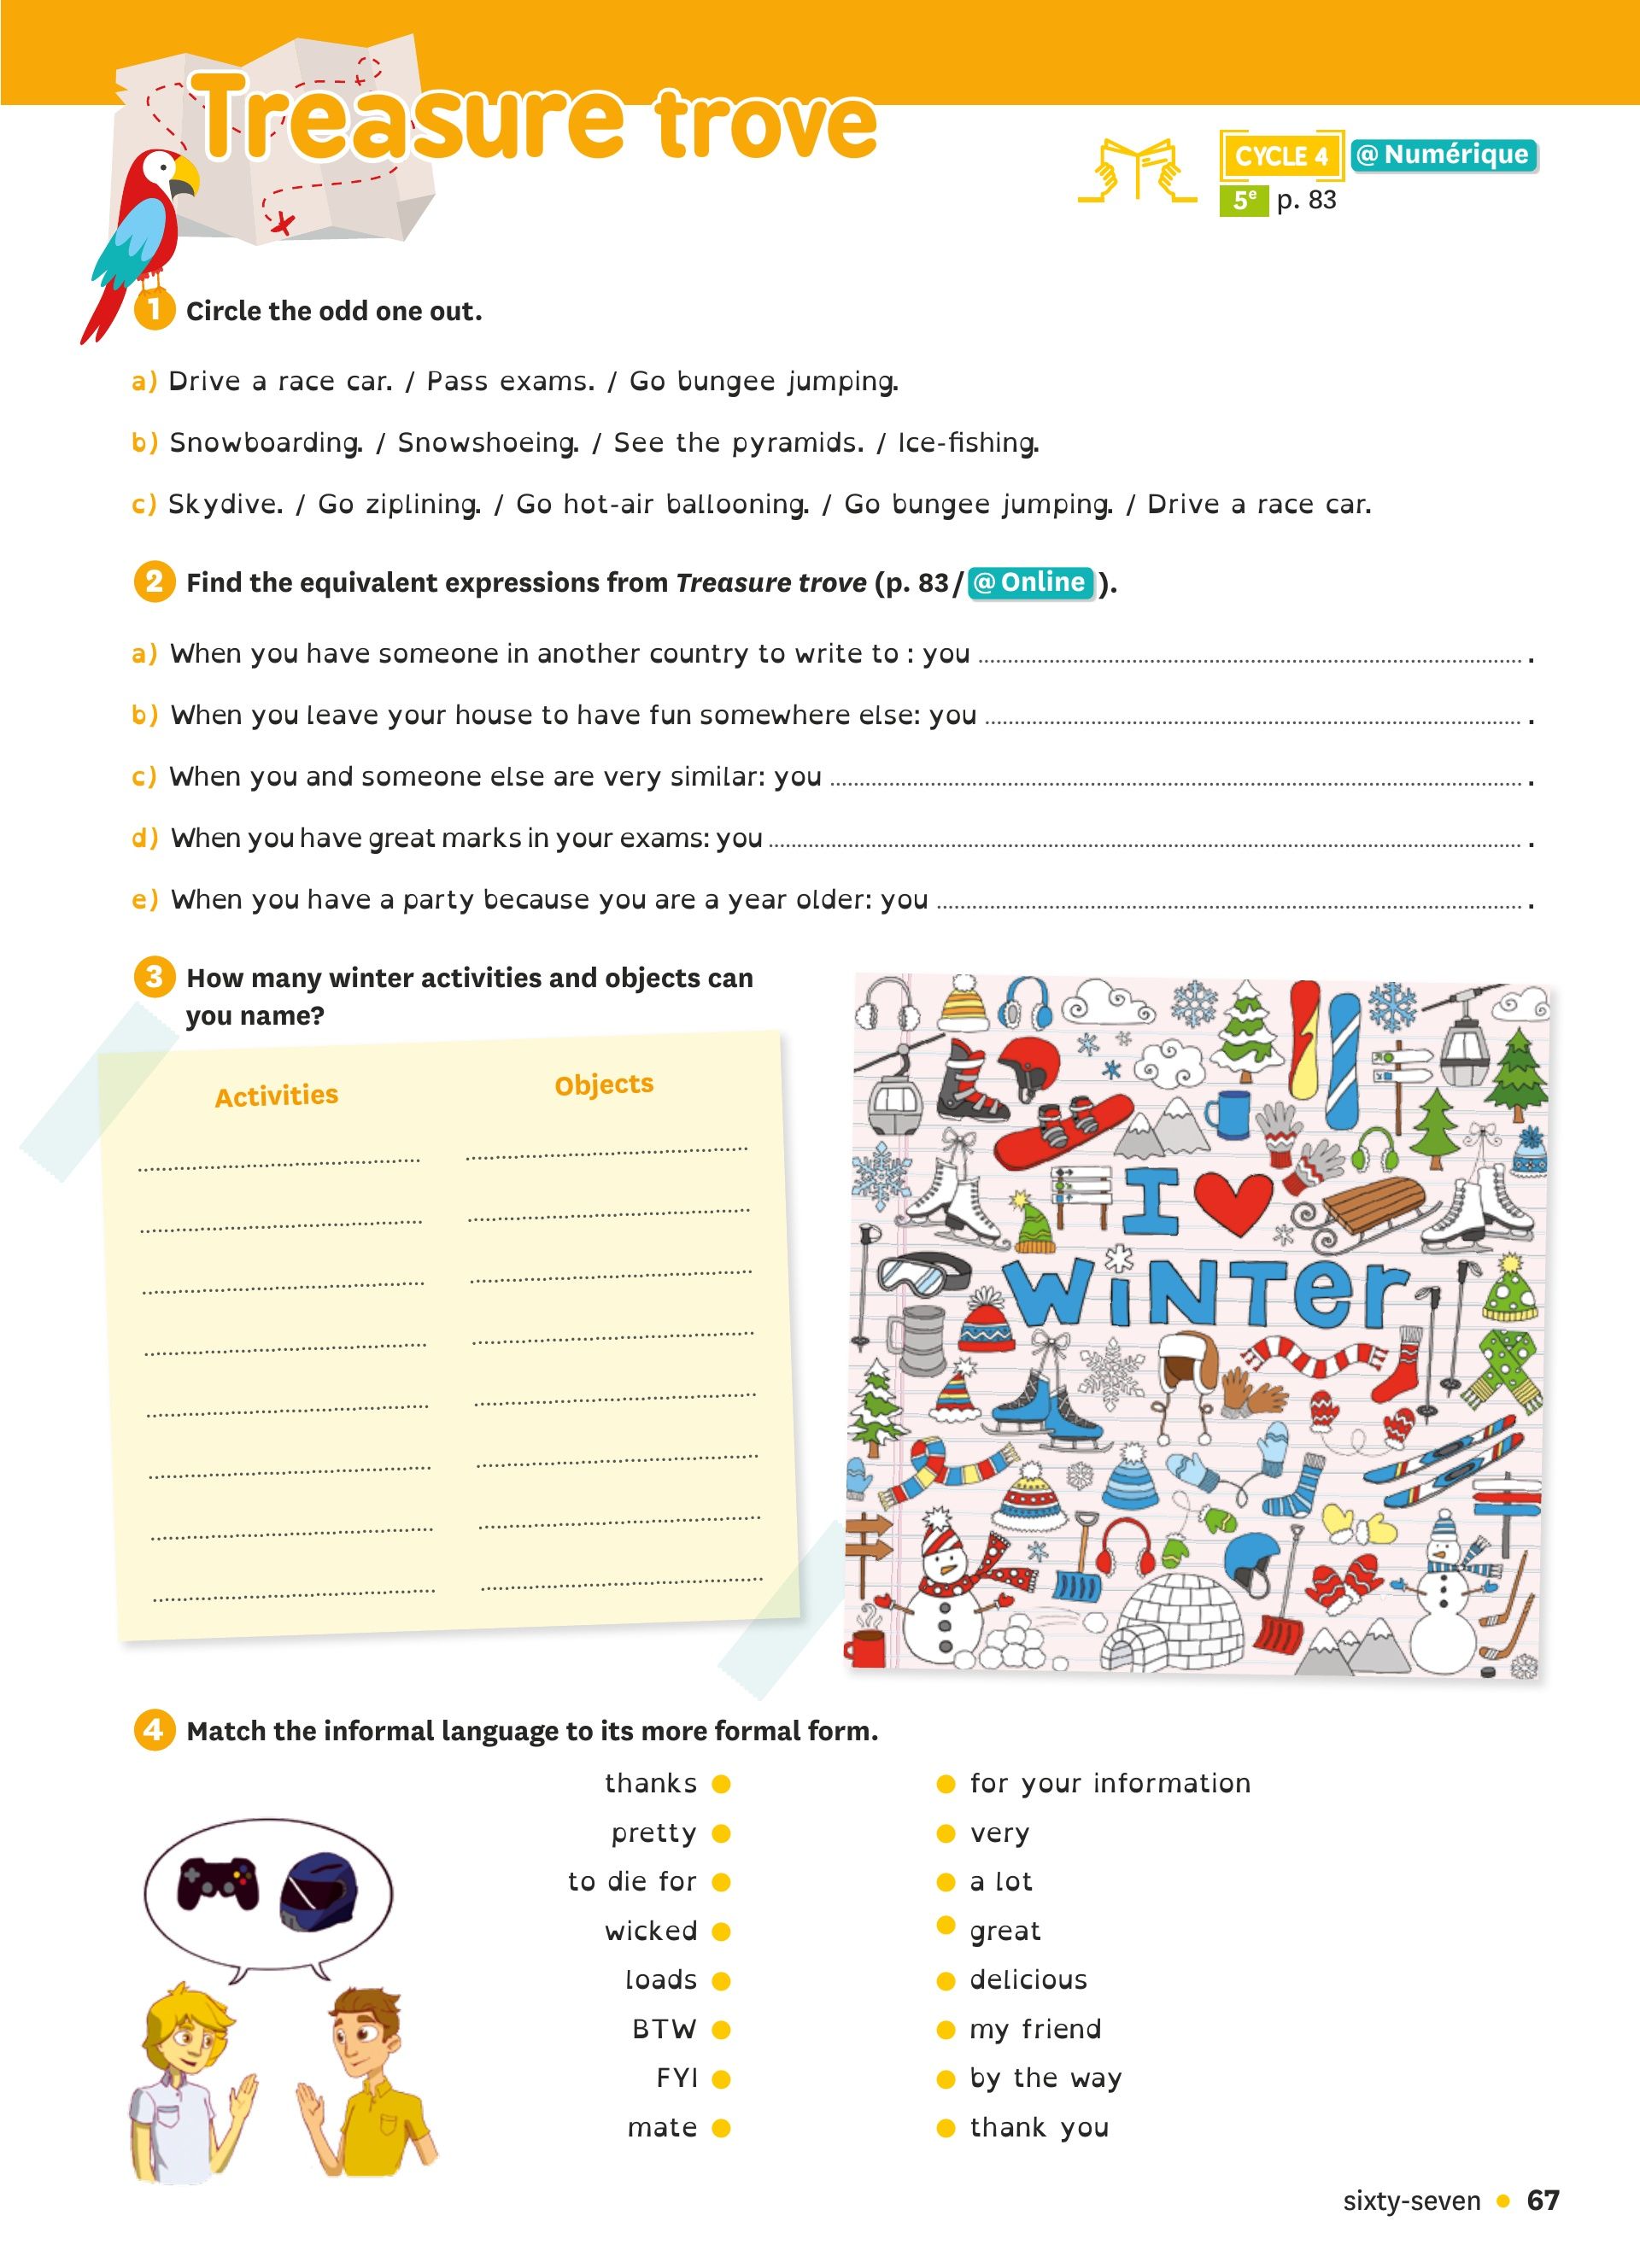 Treasure trove
CYCLE 4 @ Numérique
5e p. 83
1 Circle the odd one out.
a) Drive a race car. / Pass exams. / Go bungee jumping.
b) Snowboarding. / Snowshoeing. / See the pyramids. / Ice-fishing.
c) Skydive. / Go ziplining. / Go hot-air ballooning. / Go bungee jumping. / Drive a race car.
2 Find the equivalent expressions from Treasure trove (p. 83/ @ Online ).
a) When you have someone in another country to write to : you .
b) When you leave your house to have fun somewhere else: you .
c) When you and someone else are very similar: you .
d) When you have great marks in your exams: you .
e) When you have a party because you are a year older: you .
3 How many winter activities and objects can
you name?
Activities
Objects
I
WiNTer
4 Match the informal language to its more formal form.
thanks for your information
pretty very
to die for a lot
wicked great
loads delicious
BTW my friend
FYI by the way
mate thank you
sixty-seven 67